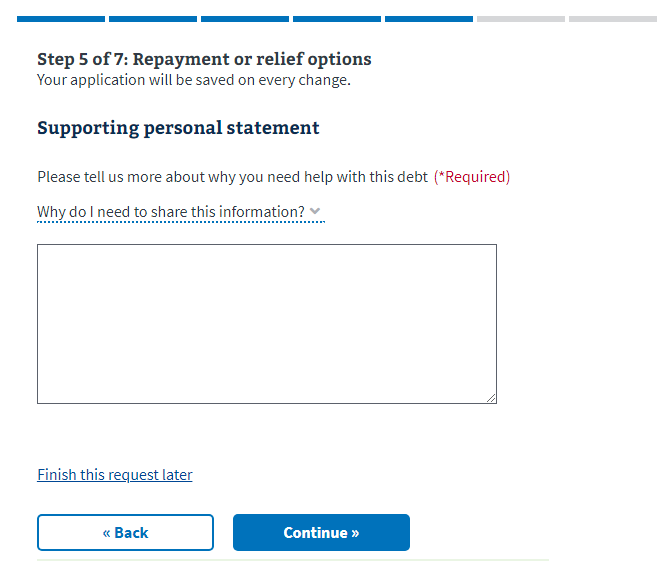 Step 5 of 7: Repayment or relief options
Your application will be saved on every change.
Supporting personal statement
Please tell us more about why you need help with this debt (*Required)
Why do I need to share this information?
Finish this request later
« Back
Continue »